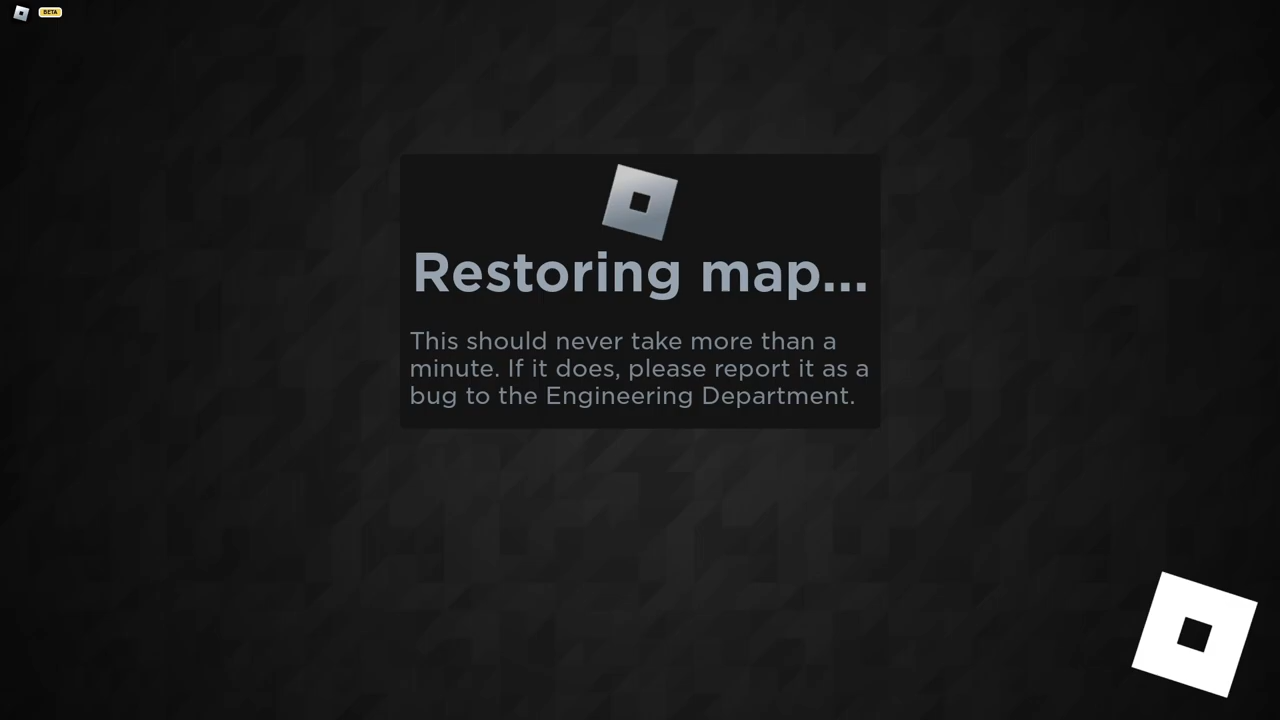 BETA
Restoring map...
This should never take more than a
minute. If it does, please report it as a
bug to the Engineering Department.